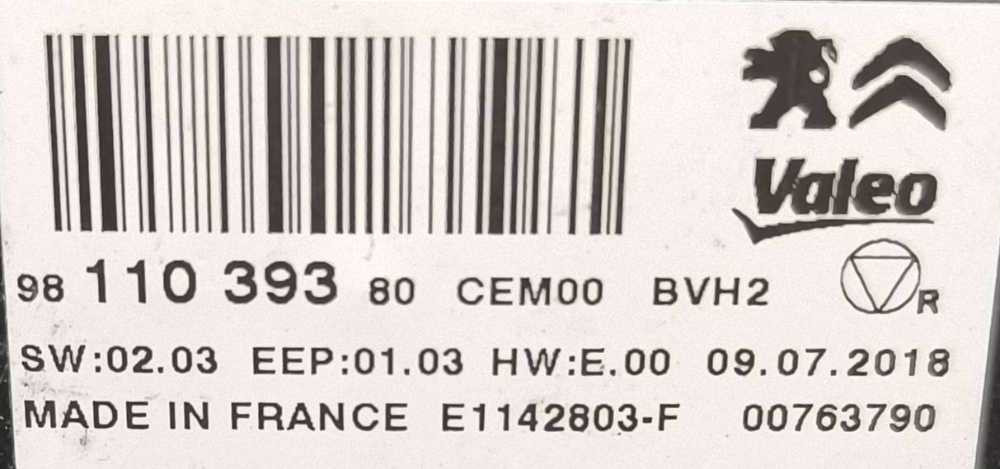 Valeo
98 110 393 80 CEM00 BVH2 R
SW:02.03 EEP:01.03 HW:E.00 09.07.2018
MADE IN FRANCE E1142803-F 00763790